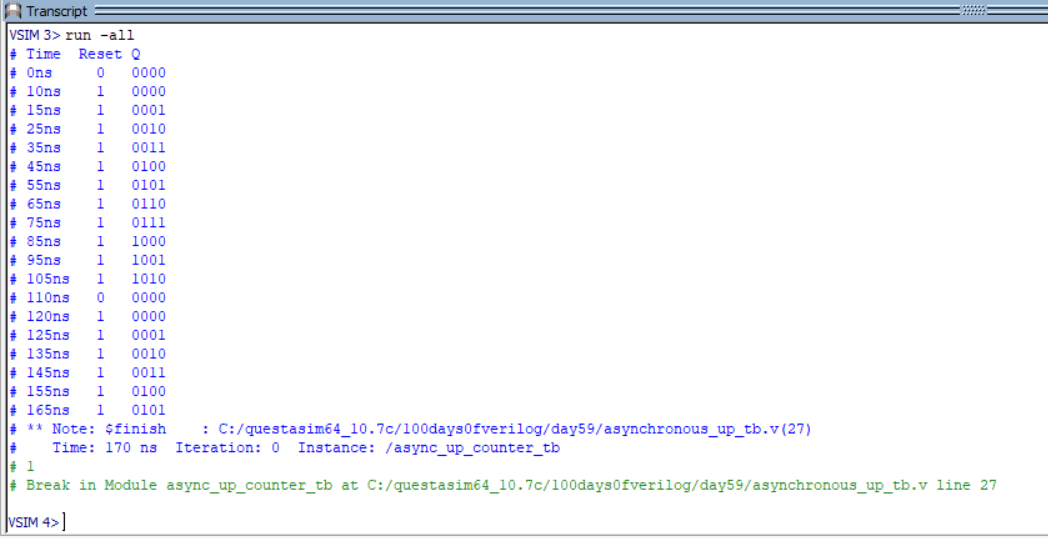 Transcript
VSIM 3> run -all
# Time  Reset Q
# 0ns     0   0000
# 10ns    1   0000
# 15ns    1   0001
# 25ns    1   0010
# 35ns    1   0011
# 45ns    1   0100
# 55ns    1   0101
# 65ns    1   0110
# 75ns    1   0111
# 85ns    1   1000
# 95ns    1   1001
# 105ns   1   1010
# 110ns   0   0000
# 120ns   1   0000
# 125ns   1   0001
# 135ns   1   0010
# 145ns   1   0011
# 155ns   1   0100
# 165ns   1   0101
# ** Note: $finish    : C:/questasim64_10.7c/100days0fverilog/day59/asynchronous_up_tb.v(27)
#    Time: 170 ns  Iteration: 0  Instance: /async_up_counter_tb
# 1
# Break in Module async_up_counter_tb at C:/questasim64_10.7c/100days0fverilog/day59/asynchronous_up_tb.v line 27
VSIM 4>